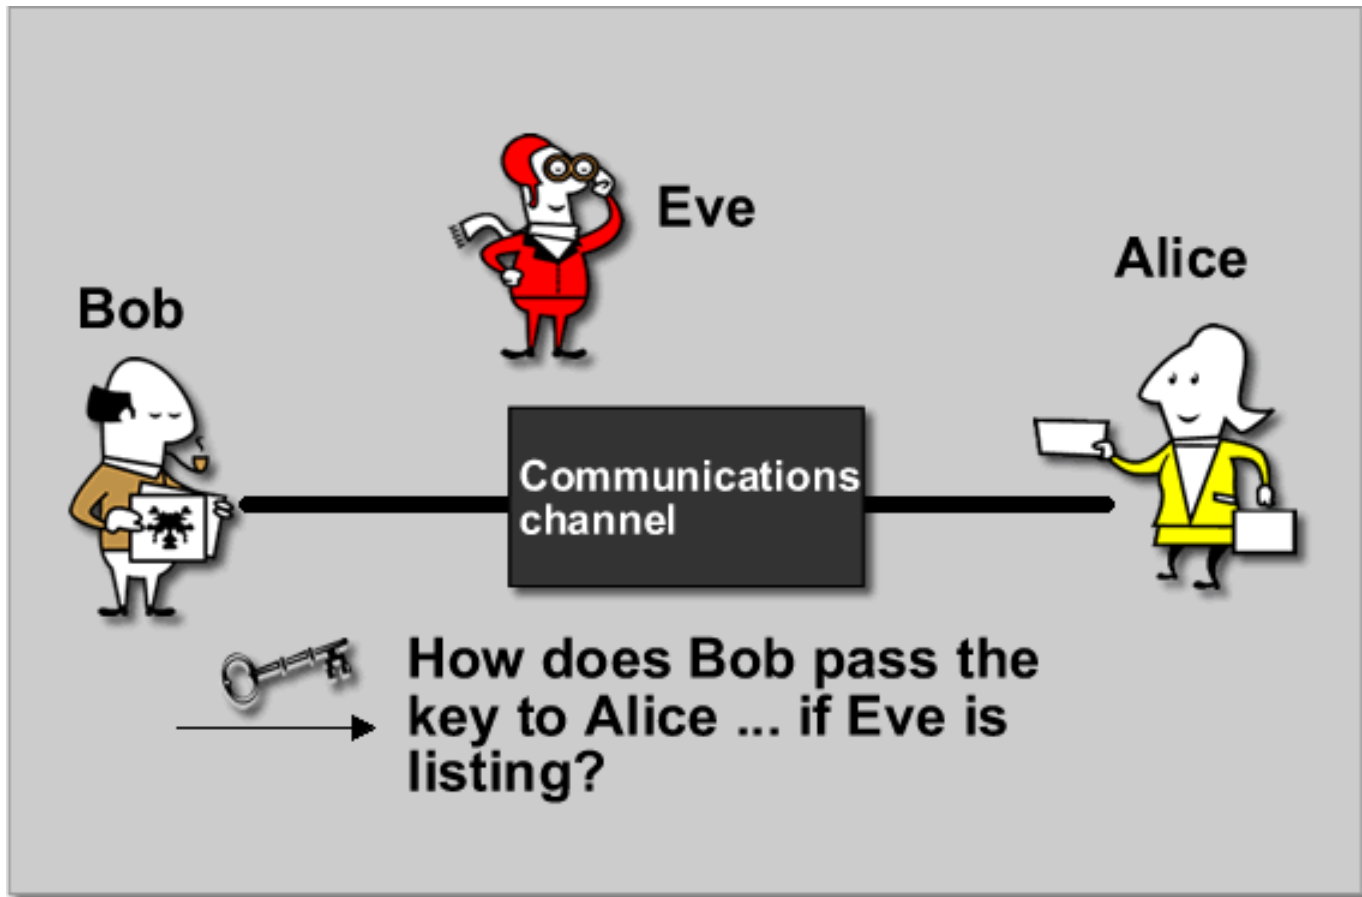 Eve
Alice
Bob
Communications
channel
How does Bob pass the
key to Alice ... if Eve is
listing?